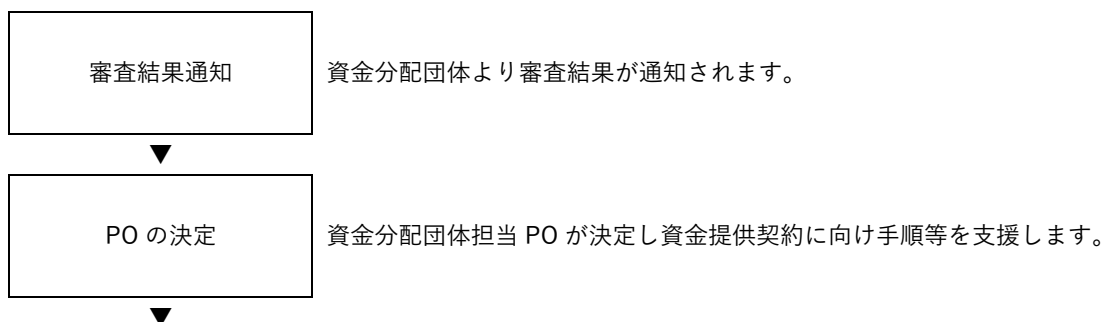 審査結果通知
資金分配団体より審査結果が通知されます。
▼
PO の決定
資金分配団体担当 PO が決定し資金提供契約に向け手順等を支援します。
▼